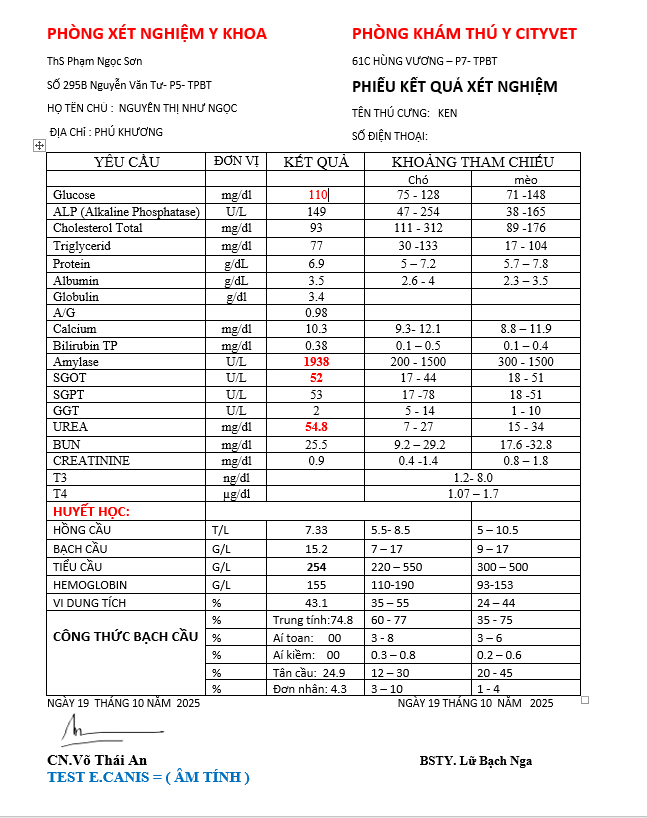 PHÒNG XÉT NGHIỆM Y KHOA PHÒNG KHÁM THÚ Y CITYVET
ThS Phạm Ngọc Sơn 61C HÙNG VƯƠNG – P7- TPBT
SỐ 295B Nguyễn Văn Tư- P5- TPBT PHIẾU KẾT QUẢ XÉT NGHIỆM
HỌ TÊN CHỦ : NGUYÊN THỊ NHƯ NGỌC TÊN THÚ CƯNG: KEN
ĐỊA CHỈ : PHÚ KHƯƠNG SỐ ĐIỆN THOẠI:
YÊU CẦU ĐƠN VỊ KẾT QUẢ KHOẢNG THAM CHIẾU
Chó mèo
Glucose mg/dl 110 75 - 128 71 -148
ALP (Alkaline Phosphatase) U/L 149 47 - 254 38 -165
Cholesterol Total mg/dl 93 111 - 312 89 -176
Triglycerid mg/dl 77 30 -133 17 - 104
Protein g/dL 6.9 5 – 7.2 5.7 – 7.8
Albumin g/dL 3.5 2.6 - 4 2.3 – 3.5
Globulin g/dl 3.4
A/G 0.98
Calcium mg/dl 10.3 9.3- 12.1 8.8 – 11.9
Bilirubin TP mg/dl 0.38 0.1 – 0.5 0.1 – 0.4
Amylase U/L 1938 200 - 1500 300 - 1500
SGOT U/L 52 17 - 44 18 - 51
SGPT U/L 53 17 -78 18 -51
GGT U/L 2 5 - 14 1 - 10
UREA mg/dl 54.8 7 - 27 15 - 34
BUN mg/dl 25.5 9.2 – 29.2 17.6 -32.8
CREATININE mg/dl 0.9 0.4 -1.4 0.8 – 1.8
T3 ng/dl 1.2- 8.0
T4 µg/dl 1.07 – 1.7
HUYẾT HỌC:
HỒNG CẦU T/L 7.33 5.5- 8.5 5 – 10.5
BẠCH CẦU G/L 15.2 7 – 17 9 – 17
TIỂU CẦU G/L 254 220 – 550 300 – 500
HEMOGLOBIN G/L 155 110-190 93-153
VI DUNG TÍCH % 43.1 35 – 55 24 – 44
CÔNG THỨC BẠCH CẦU % Trung tính:74.8 60 - 77 35 - 75
% Aí toan: 00 3 - 8 3 – 6
% Aí kiềm: 00 0.3 – 0.8 0.2 – 0.6
% Tân cầu: 24.9 12 – 30 20 - 45
% Đơn nhân: 4.3 3 – 10 1 - 4
NGÀY 19 THÁNG 10 NĂM 2025 NGÀY 19 THÁNG 10 NĂM 2025
CN.Võ Thái An BSTY. Lữ Bạch Nga
TEST E.CANIS = ( ÂM TÍNH )